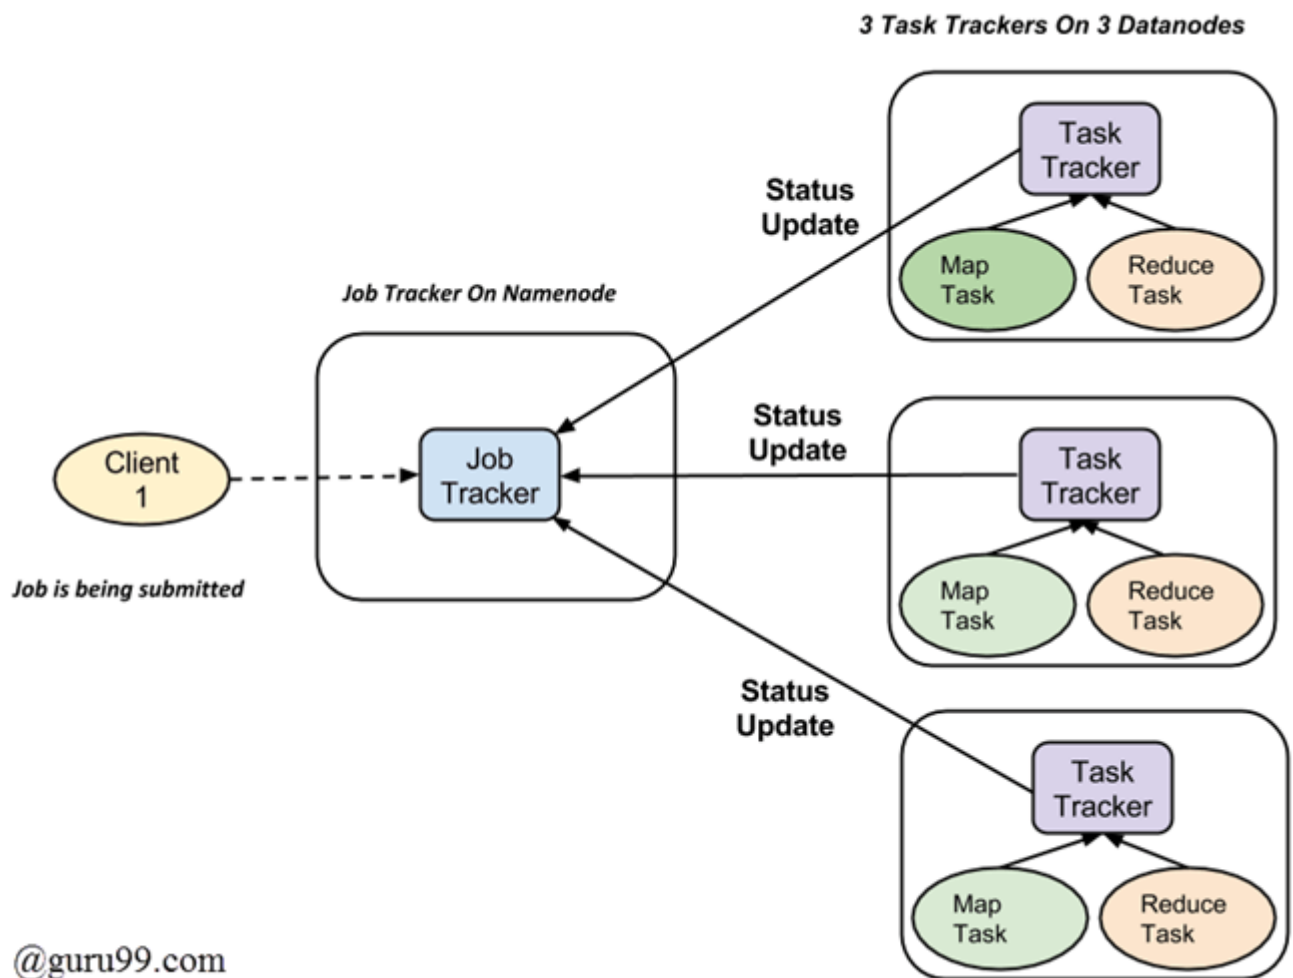 3 Task Trackers On 3 Datanodes
Task
Tracker
Status
Update
Map
Task
Reduce
Task
Job Tracker On Namenode
Status
Update
Client
1
Job
Tracker
Task
Tracker
Job is being submitted
Map
Task
Reduce
Task
Status
Update
Task
Tracker
Map
Task
Reduce
Task
@guru99.com